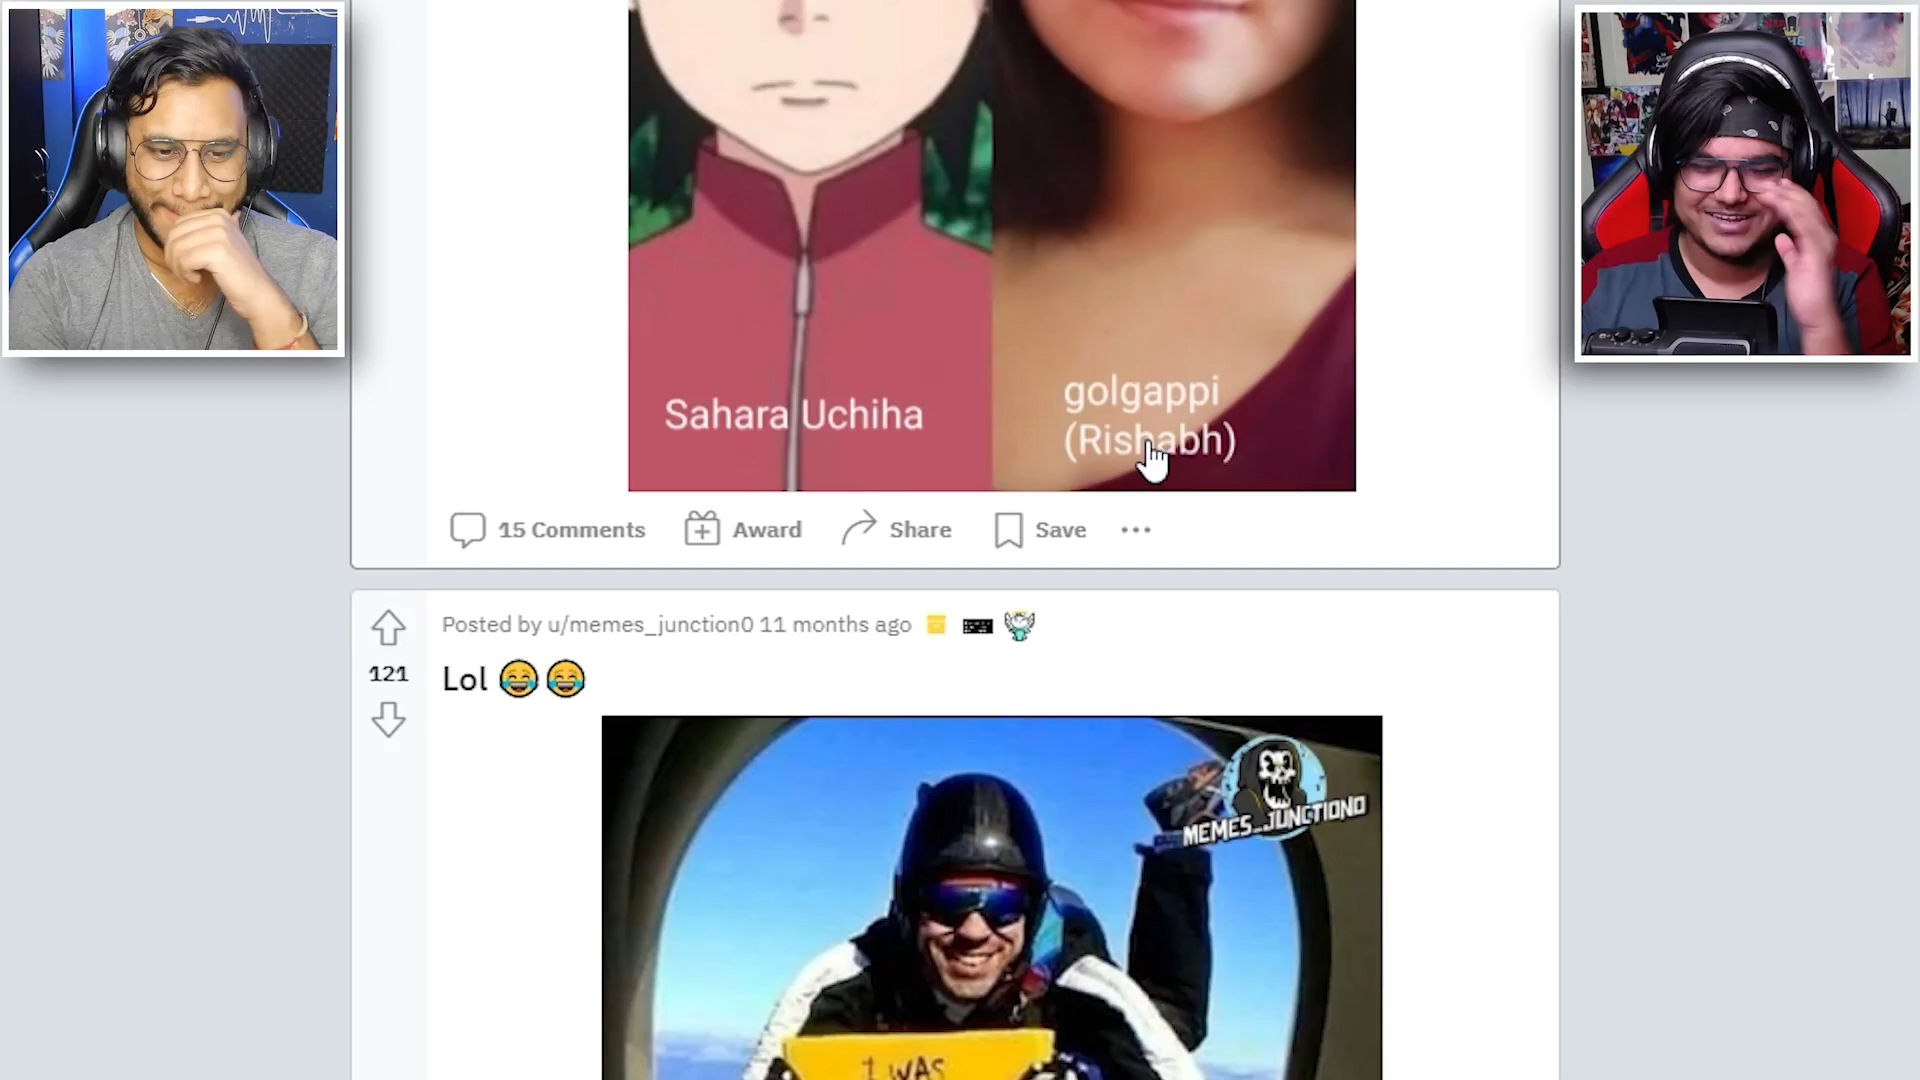 Sahara Uchiha
golgappi
(Rishabh)
15 Comments
Award
Share
Save
Posted by u/memes_junction0 11 months ago
121
Lol 😂😂
MEMES_JUNCTION0
I WAS